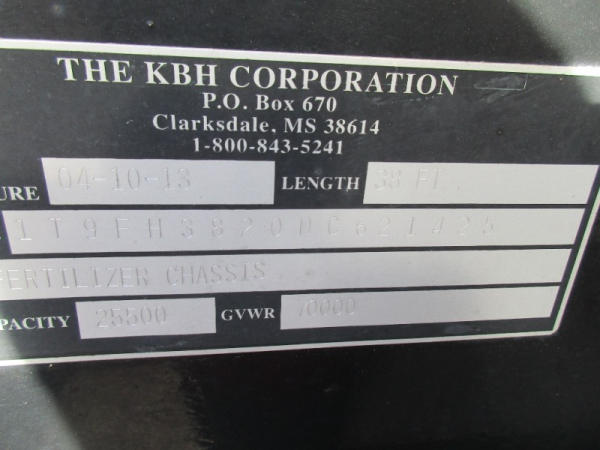 THE KBH CORPORATION
P.O. Box 670
Clarksdale, MS 38614
1-800-843-5241
URE 04-10-13 LENGTH 38 FT.
FERTILIZER CHASSIS
PACITY 25500 GVWR 70000